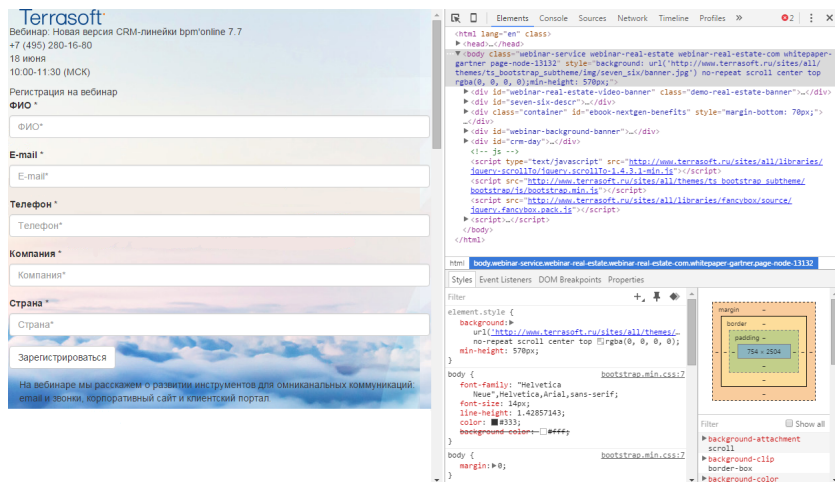 Terrasoft
Вебинар: Новая версия CRM-линейки bpm'online 7.7
+7 (495) 280-16-80
18 июня
10:00-11:30 (МСК)
Регистрация на вебинар
ФИО *
ФИО*
E-mail *
E-mail*
Телефон *
Телефон*
Компания *
Компания*
Страна *
Страна*
Зарегистрироваться
На вебинаре мы расскажем о развитии инструментов для омниканальных коммуникаций:
email и звонки, корпоративный сайт и клиентский портал
Elements Console Sources Network Timeline Profiles » 2
<html lang="en" class>
<head>…</head>
<body class="webinar-service webinar-real-estate webinar-real-estate-com whitepaper-
gartner page-node-13132" style="background: url('http://www.terrasoft.ru/sites/all/
themes/ts_bootstrap_subtheme/img/seven_six/banner.jpg') no-repeat scroll center top
rgba(0, 0, 0, 0);min-height: 570px;">
<div id="webinar-real-estate-video-banner" class="demo-real-estate-banner">…</div>
<div id="seven-six-descr">…</div>
<div class="container" id="ebook-nextgen-benefits" style="margin-bottom: 70px;">
…</div>
<div id="webinar-background-banner">…</div>
<div id="crm-day">…</div>
<!-- js -->
<script type="text/javascript" src="http://www.terrasoft.ru/sites/all/libraries/
jquery-scrollTo/jquery.scrollTo-1.4.3.1-min.js"></script>
<script src="http://www.terrasoft.ru/sites/all/themes/ts_bootstrap_subtheme/
bootstrap/js/bootstrap.min.js"></script>
<script src="http://www.terrasoft.ru/sites/all/libraries/fancybox/source/
jquery.fancybox.pack.js"></script>
<script>…</script>
</body>
</html>
html body.webinar-service.webinar-real-estate.webinar-real-estate-com.whitepaper-gartner.page-node-13132
Styles Event Listeners DOM Breakpoints Properties
Filter
element.style {
background:
url('http://www.terrasoft.ru/sites/all/themes/…
no-repeat scroll center top rgba(0, 0, 0, 0);
min-height: 570px;
}
body { bootstrap.min.css:7
font-family: "Helvetica
Neue",Helvetica,Arial,sans-serif;
font-size: 14px;
line-height: 1.42857143;
color: #333;
background-color: #fff;
}
body { bootstrap.min.css:7
margin: 0;
}
margin –
border –
padding –
– – – 754 × 2504 – – –
–
–
–
Filter Show all
background-attachment
scroll
background-clip
border-box
background-color